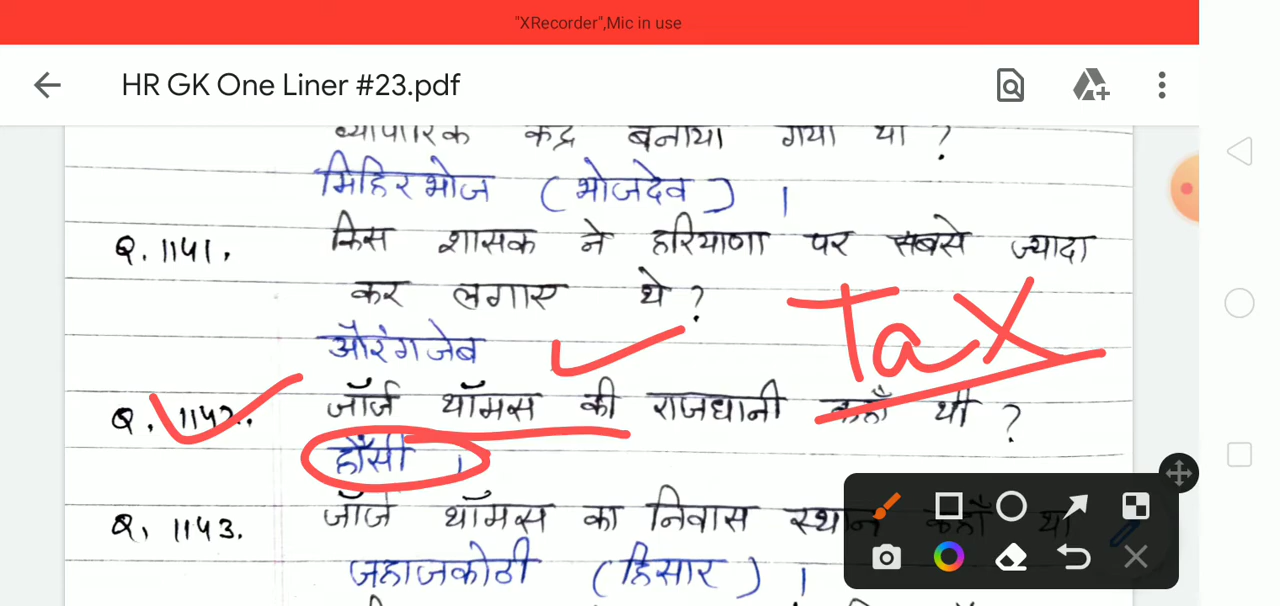 "XRecorder",Mic in use
HR GK One Liner #23.pdf
व्यापारिक केंद्र बनाया गया था ?
मिहिरभोज (भोजदेव) ।
Q. 1141. किस शासक ने हरियाणा पर सबसे ज्यादा
कर लगाए थे ?
Tax
औरंगजेब
Q. 1142. जॉर्ज थॉमस की राजधानी कहाँ थी ?
हाँसी ।
Q. 1143. जॉर्ज थॉमस का निवास स्थान कहाँ था
जहाजकोठी (हिसार) ।